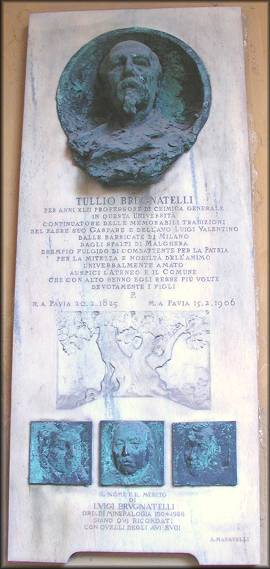 TULLIO BRUGNATELLI
PER ANNI XLII PROFESSORE DI CHIMICA GENERALE
IN QUESTA UNIVERSITÀ
CONTINUATORE DELLE MEMORABILI TRADIZIONI
DEL PADRE SUO GASPARE E DELL'AVO LUIGI VALENTINO
DALLE BARRICATE DI MILANO
DAGLI SPALTI DI MALGHERA
ESEMPIO FULGIDO DI COMBATTENTE PER LA PATRIA
PER LA MITEZZA E NOBILTÀ DELL'ANIMO
UNIVERSALMENTE AMATO
AUSPICI L'ATENEO E IL COMUNE
CHE CON ALTO SENNO EGLI RESSE PIÙ VOLTE
DEVOTAMENTE I FIGLI
P.
N. A PAVIA 20.2.1825 M. A PAVIA 15.2.1906
IL NOME E IL MERITO
DI
LUIGI BRUGNATELLI
ORD. DI MINERALOGIA
SIANO QUI RICORDATI
CON QUELLI DEGLI AVI SUOI